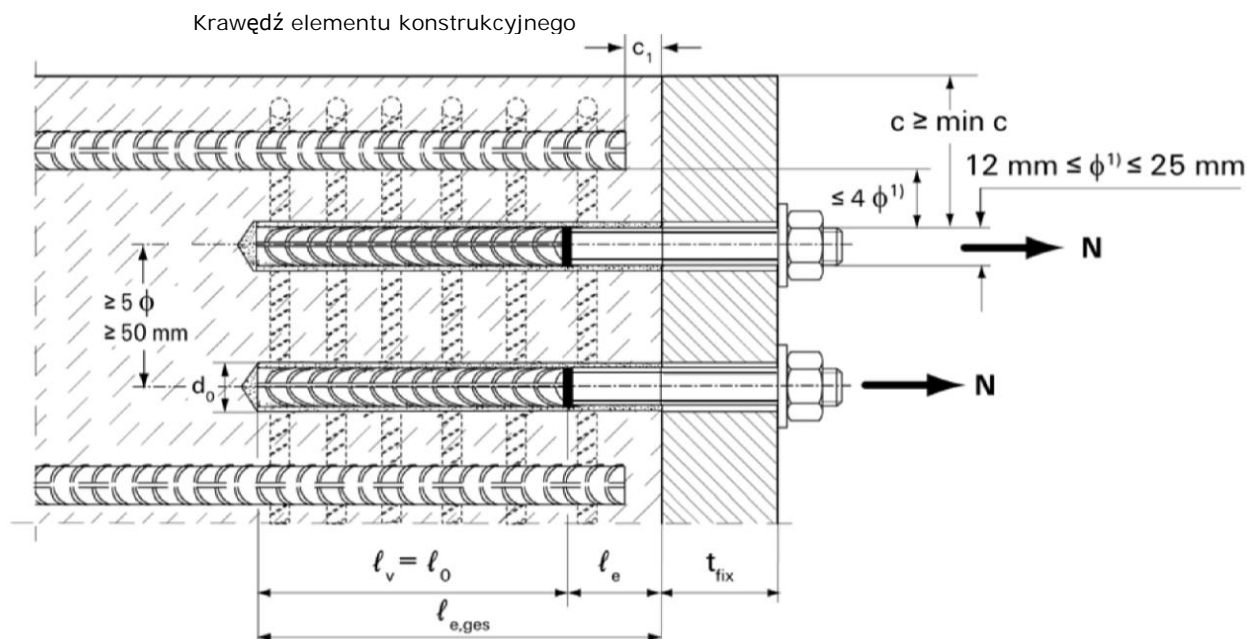 Krawędź elementu konstrukcyjnego
c₁
c ≥ min c
12 mm ≤ ϕ¹⁾ ≤ 25 mm
≤ 4 ϕ¹⁾
N
≥ 5 ϕ
≥ 50 mm
d₀
N
ℓᵥ = ℓ₀
ℓₑ
t_fix
ℓ_e,ges